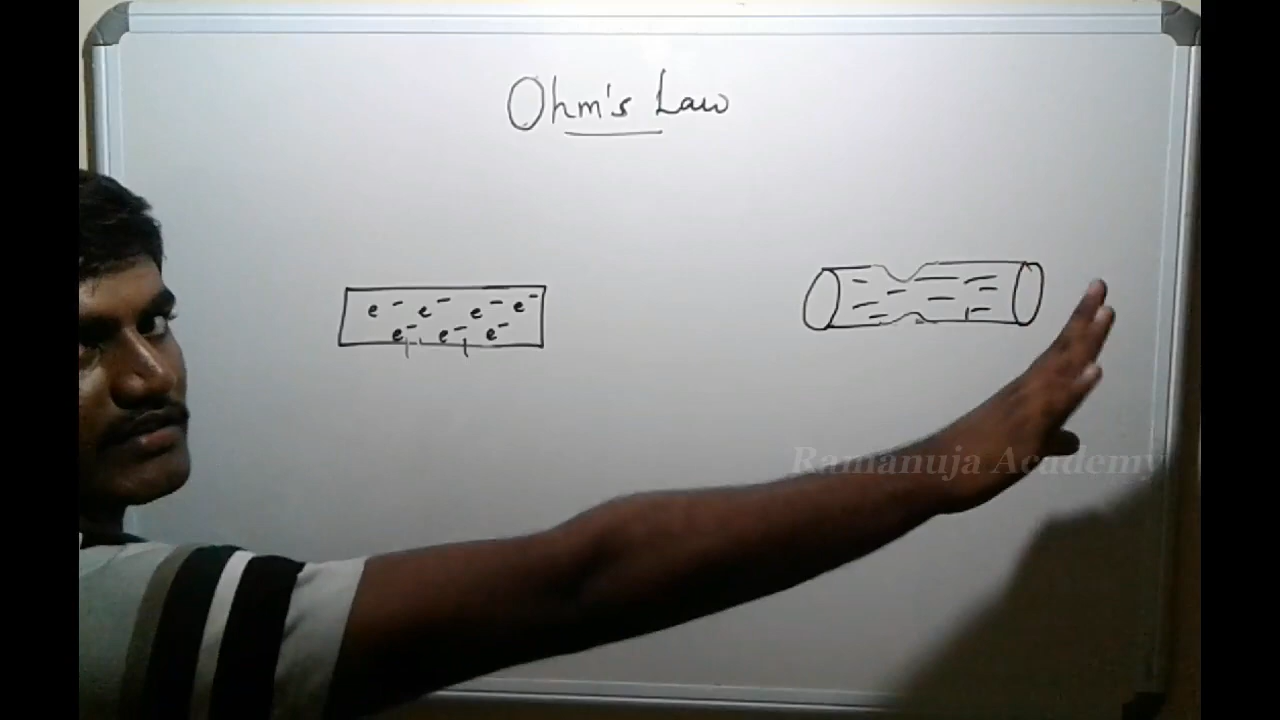 Ohm's Law
e⁻ e⁻ e⁻ e⁻
e⁻ e⁻ e⁻
Ramanuja Academy